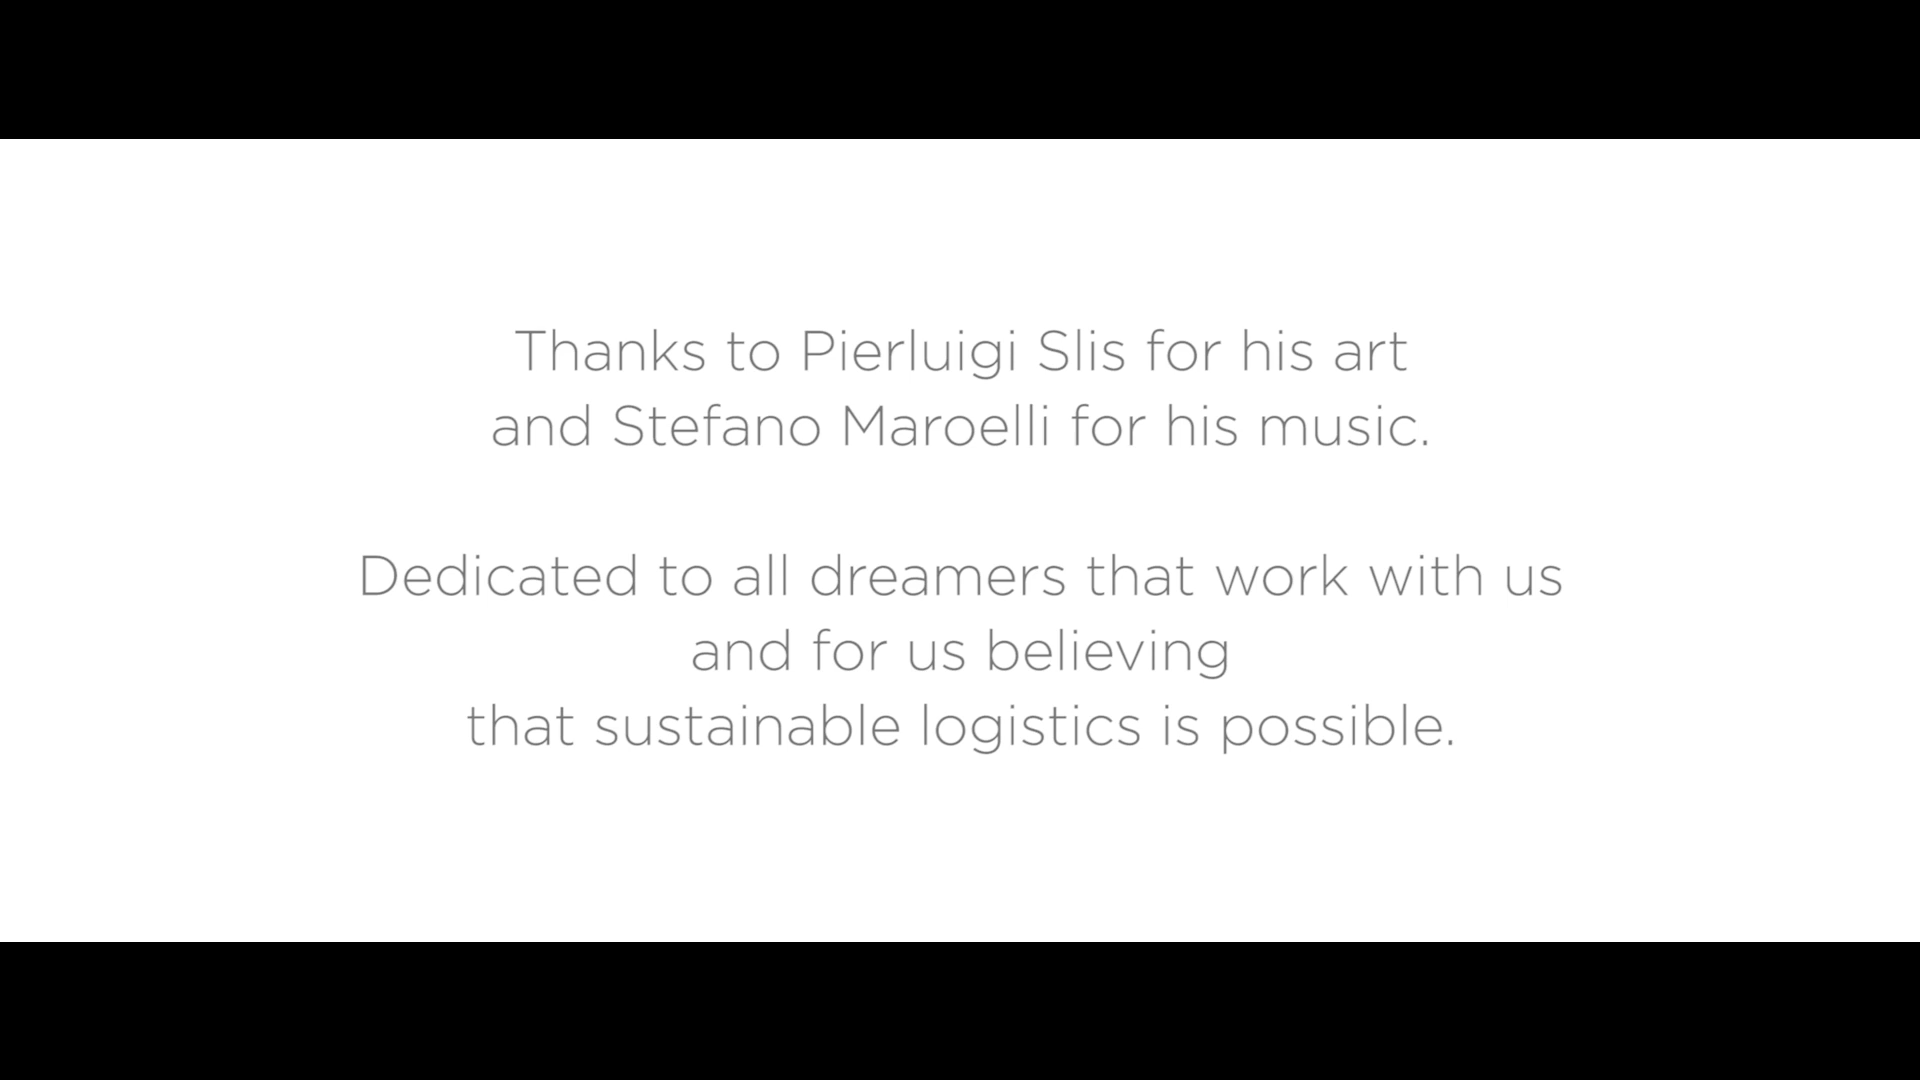 Thanks to Pierluigi Slis for his art
and Stefano Maroelli for his music.
Dedicated to all dreamers that work with us
and for us believing
that sustainable logistics is possible.